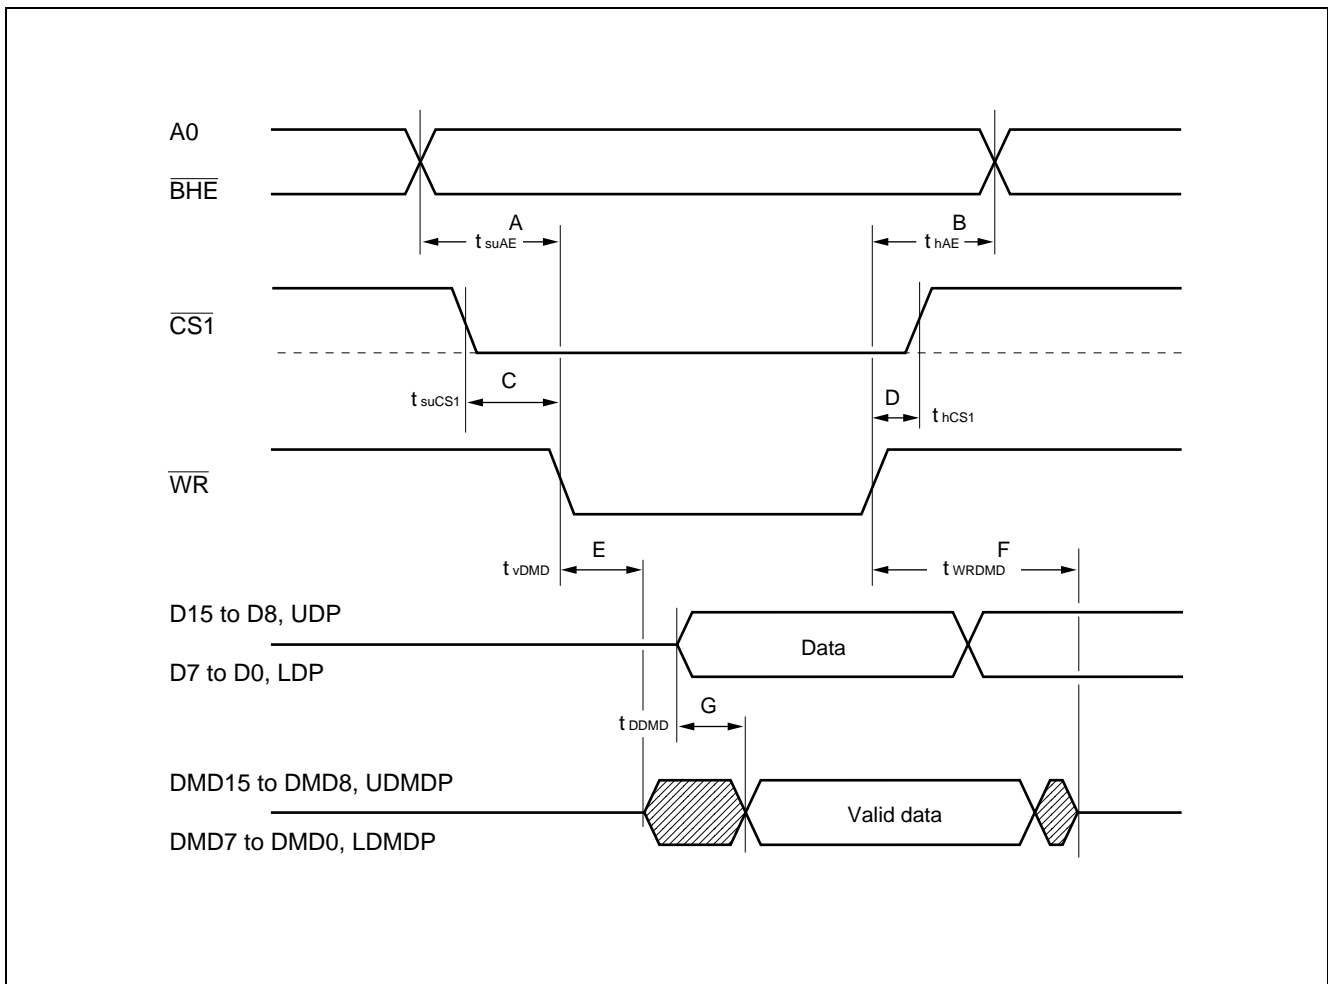 A0
BHE
A
t suAE
B
t hAE
CS1
C
t suCS1
D
t hCS1
WR
E
t vDMD
F
t WRDMD
D15 to D8, UDP
Data
D7 to D0, LDP
G
t DDMD
DMD15 to DMD8, UDMDP
Valid data
DMD7 to DMD0, LDMDP